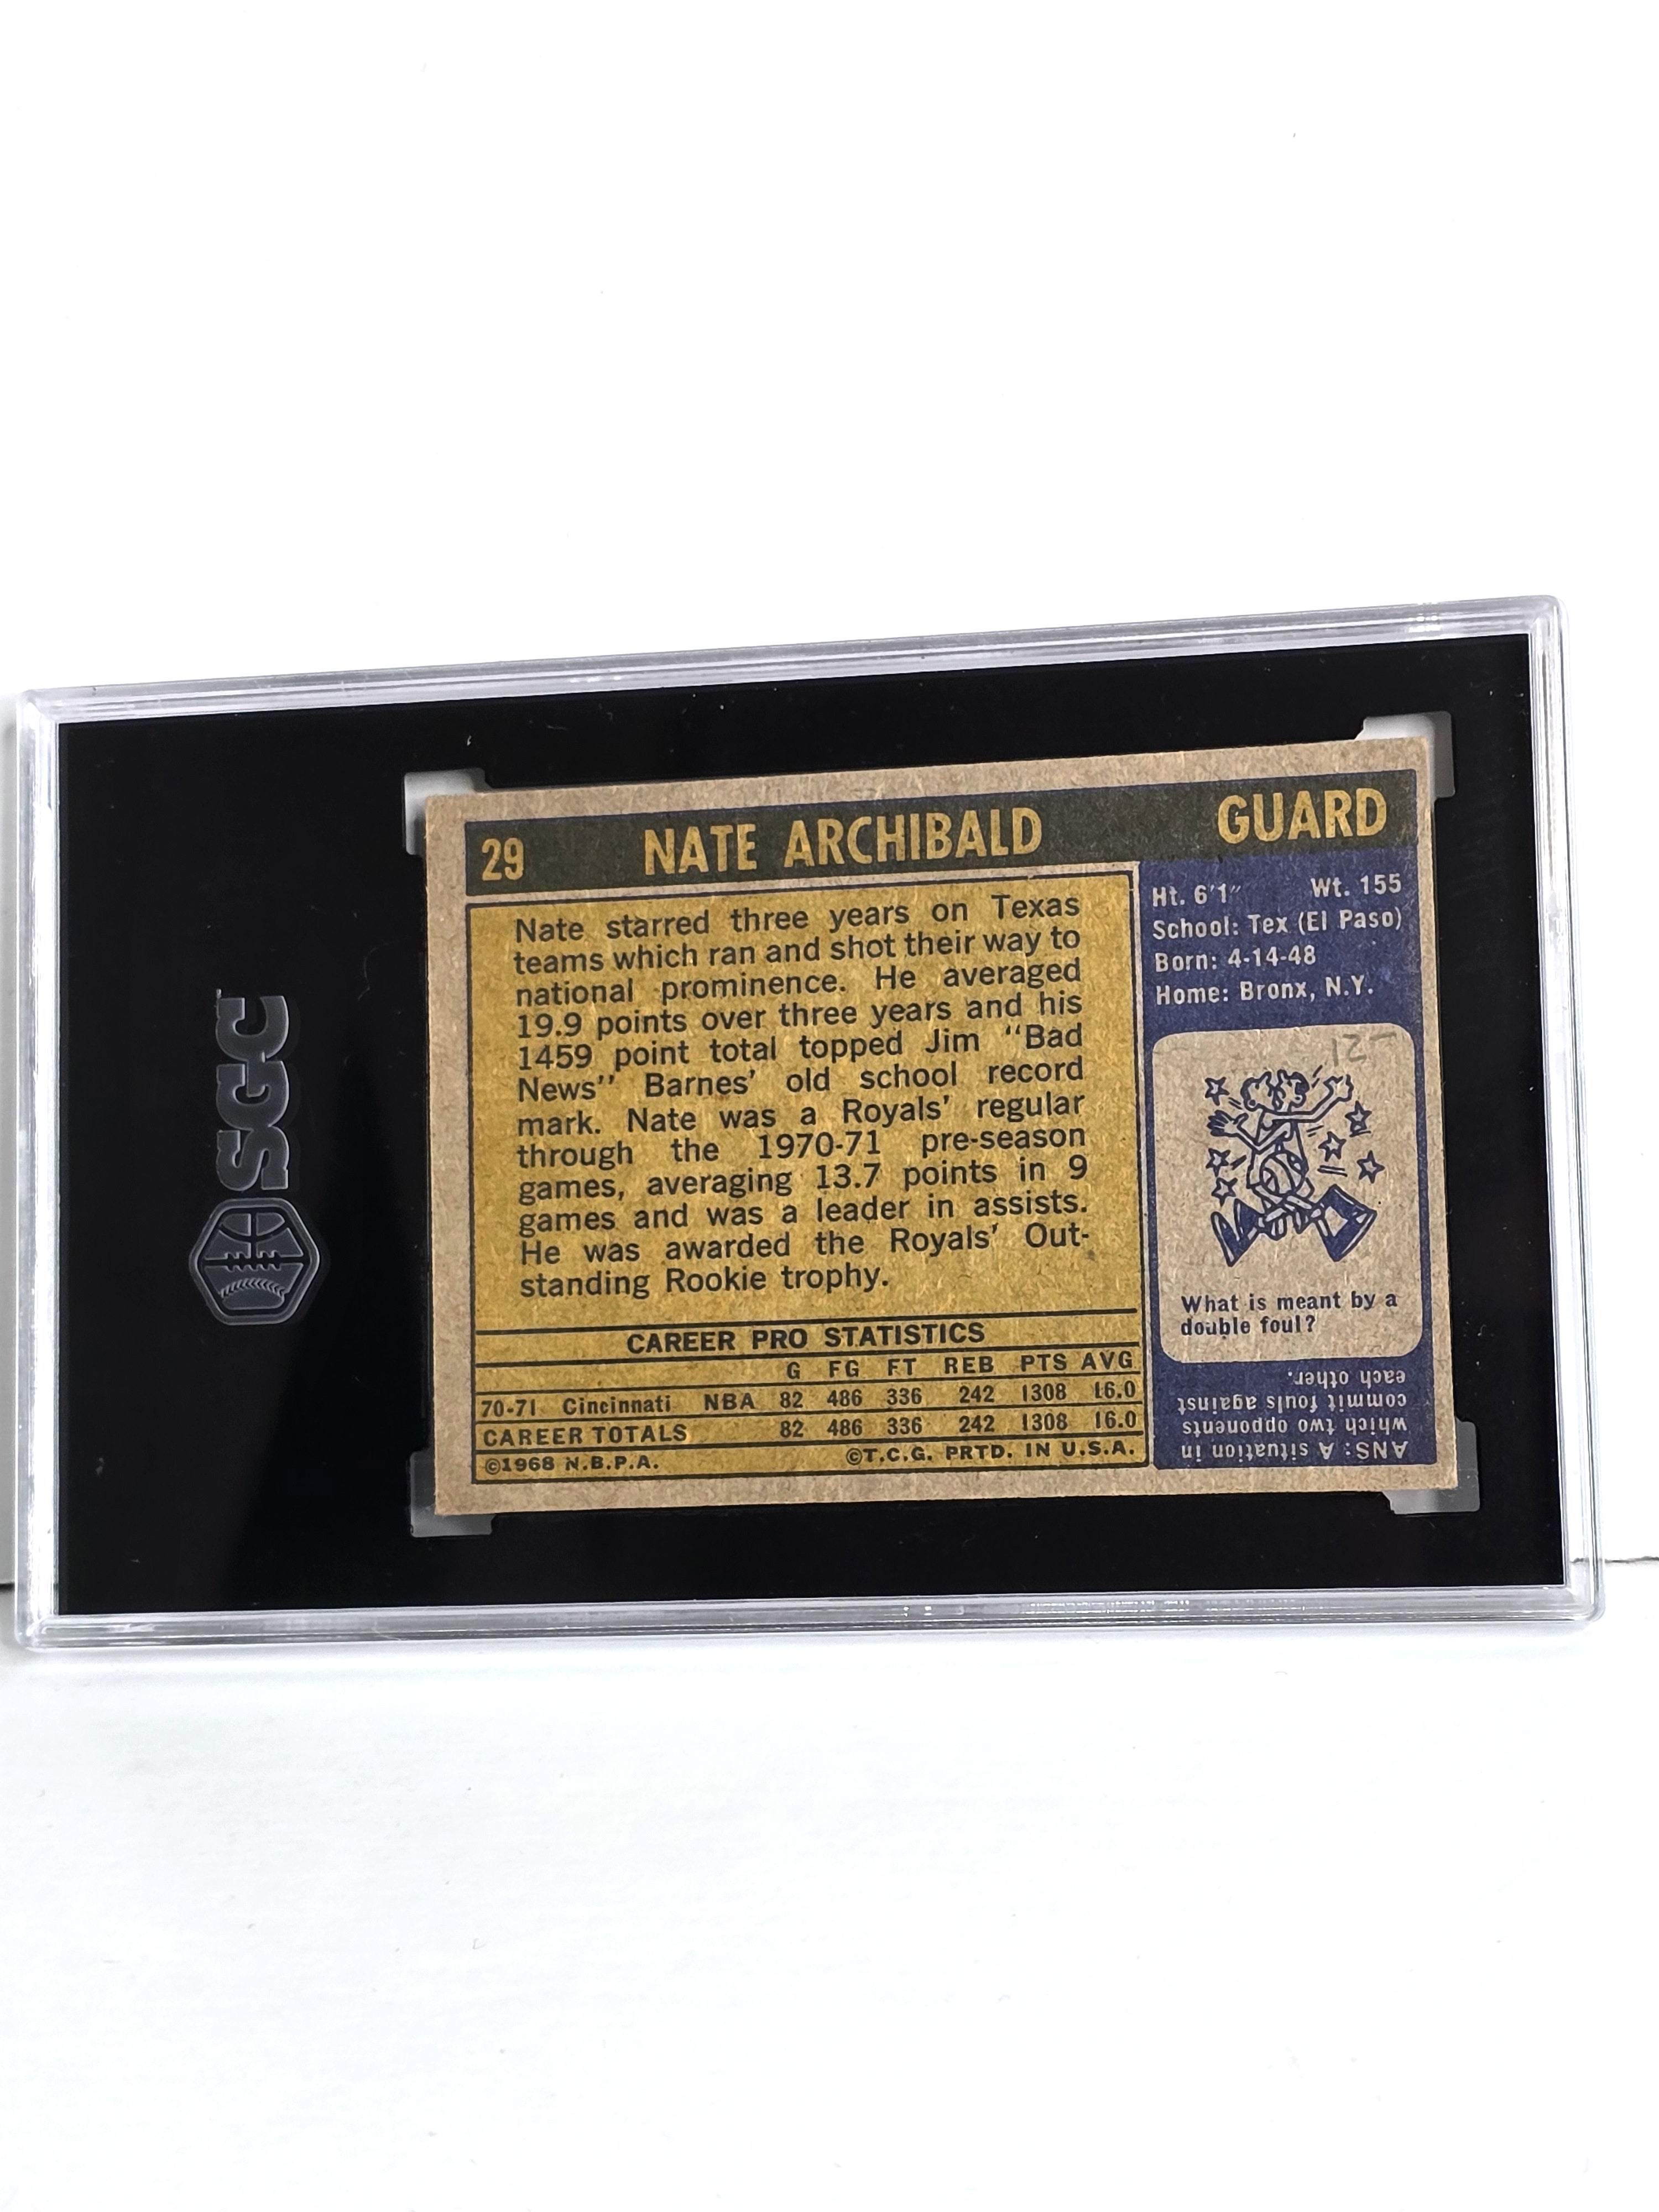 SGC
29 NATE ARCHIBALD GUARD
Nate starred three years on Texas
teams which ran and shot their way to
national prominence. He averaged
19.9 points over three years and his
1459 point total topped Jim "Bad
News" Barnes' old school record
mark. Nate was a Royals' regular
through the 1970-71 pre-season
games, averaging 13.7 points in 9
games and was a leader in assists.
He was awarded the Royals' Out-
standing Rookie trophy.
CAREER PRO STATISTICS
G FG FT REB PTS AVG
70-71 Cincinnati NBA 82 486 336 242 1308 16.0
CAREER TOTALS 82 486 336 242 1308 16.0
©1968 N.B.P.A. ©T.C.G. PRTD. IN U.S.A.
Ht. 6'1" Wt. 155
School: Tex (El Paso)
Born: 4-14-48
Home: Bronx, N.Y.
12-
What is meant by a
double foul?
ANS: A situation in
which two opponents
commit fouls against
each other.